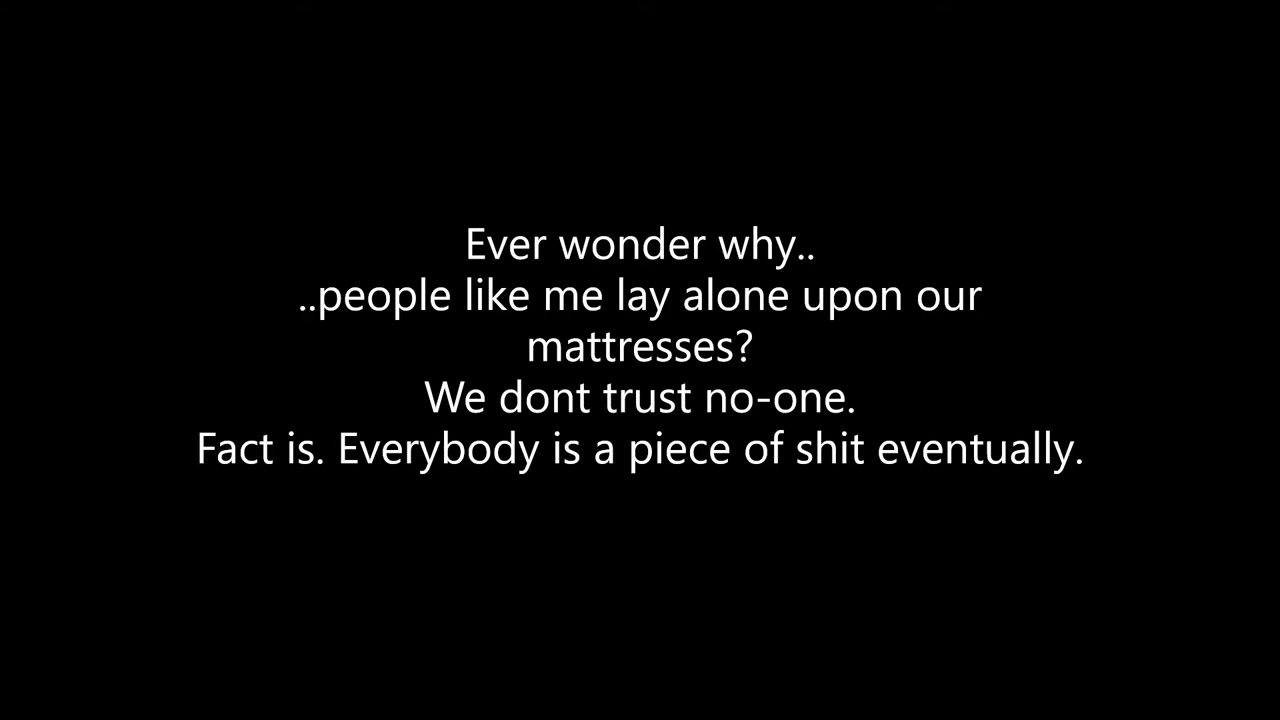 Ever wonder why..
..people like me lay alone upon our
mattresses?
We dont trust no-one.
Fact is. Everybody is a piece of shit eventually.